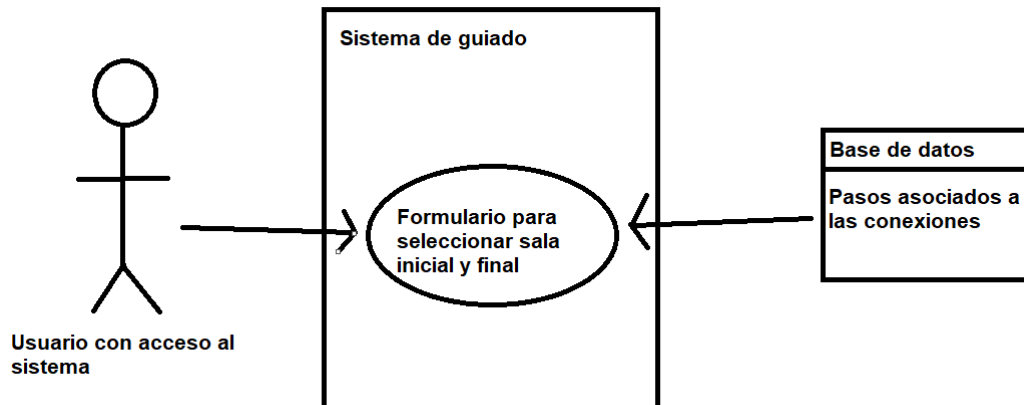 Sistema de guiado
Formulario para
seleccionar sala
inicial y final
Base de datos
Pasos asociados a
las conexiones
Usuario con acceso al
sistema